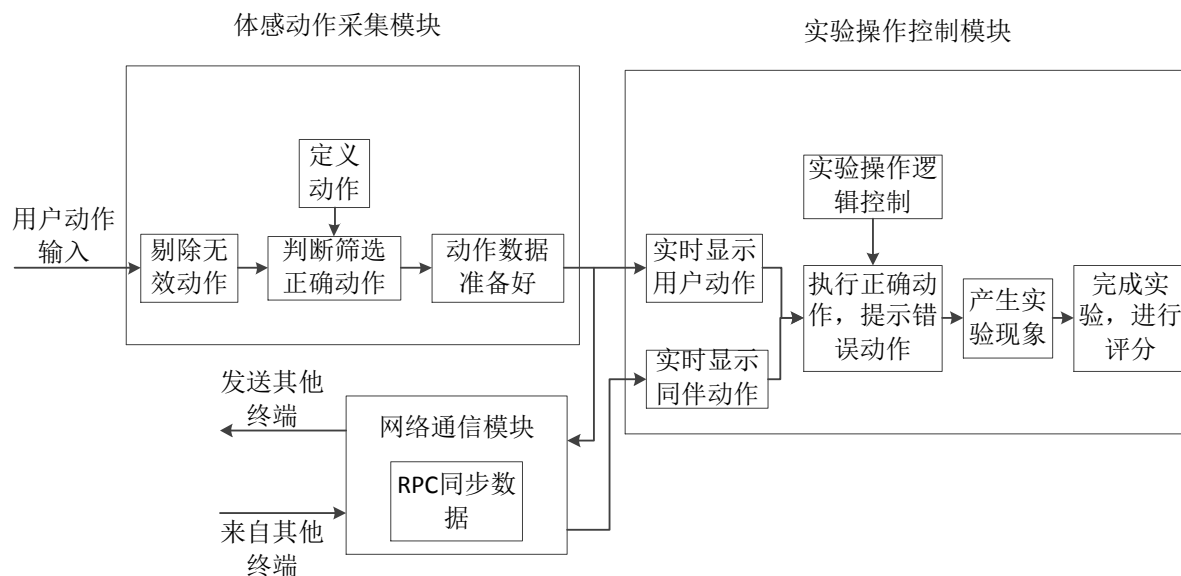 体感动作采集模块
实验操作控制模块
定义
动作
用户动作
输入
剔除无
效动作
判断筛选
正确动作
动作数据
准备好
实时显示
用户动作
实验操作逻
辑控制
执行正确动
作，提示错
误动作
产生实
验现象
完成实
验，进行
评分
实时显示
同伴动作
发送其他
终端
网络通信模块
RPC同步数
据
来自其他
终端